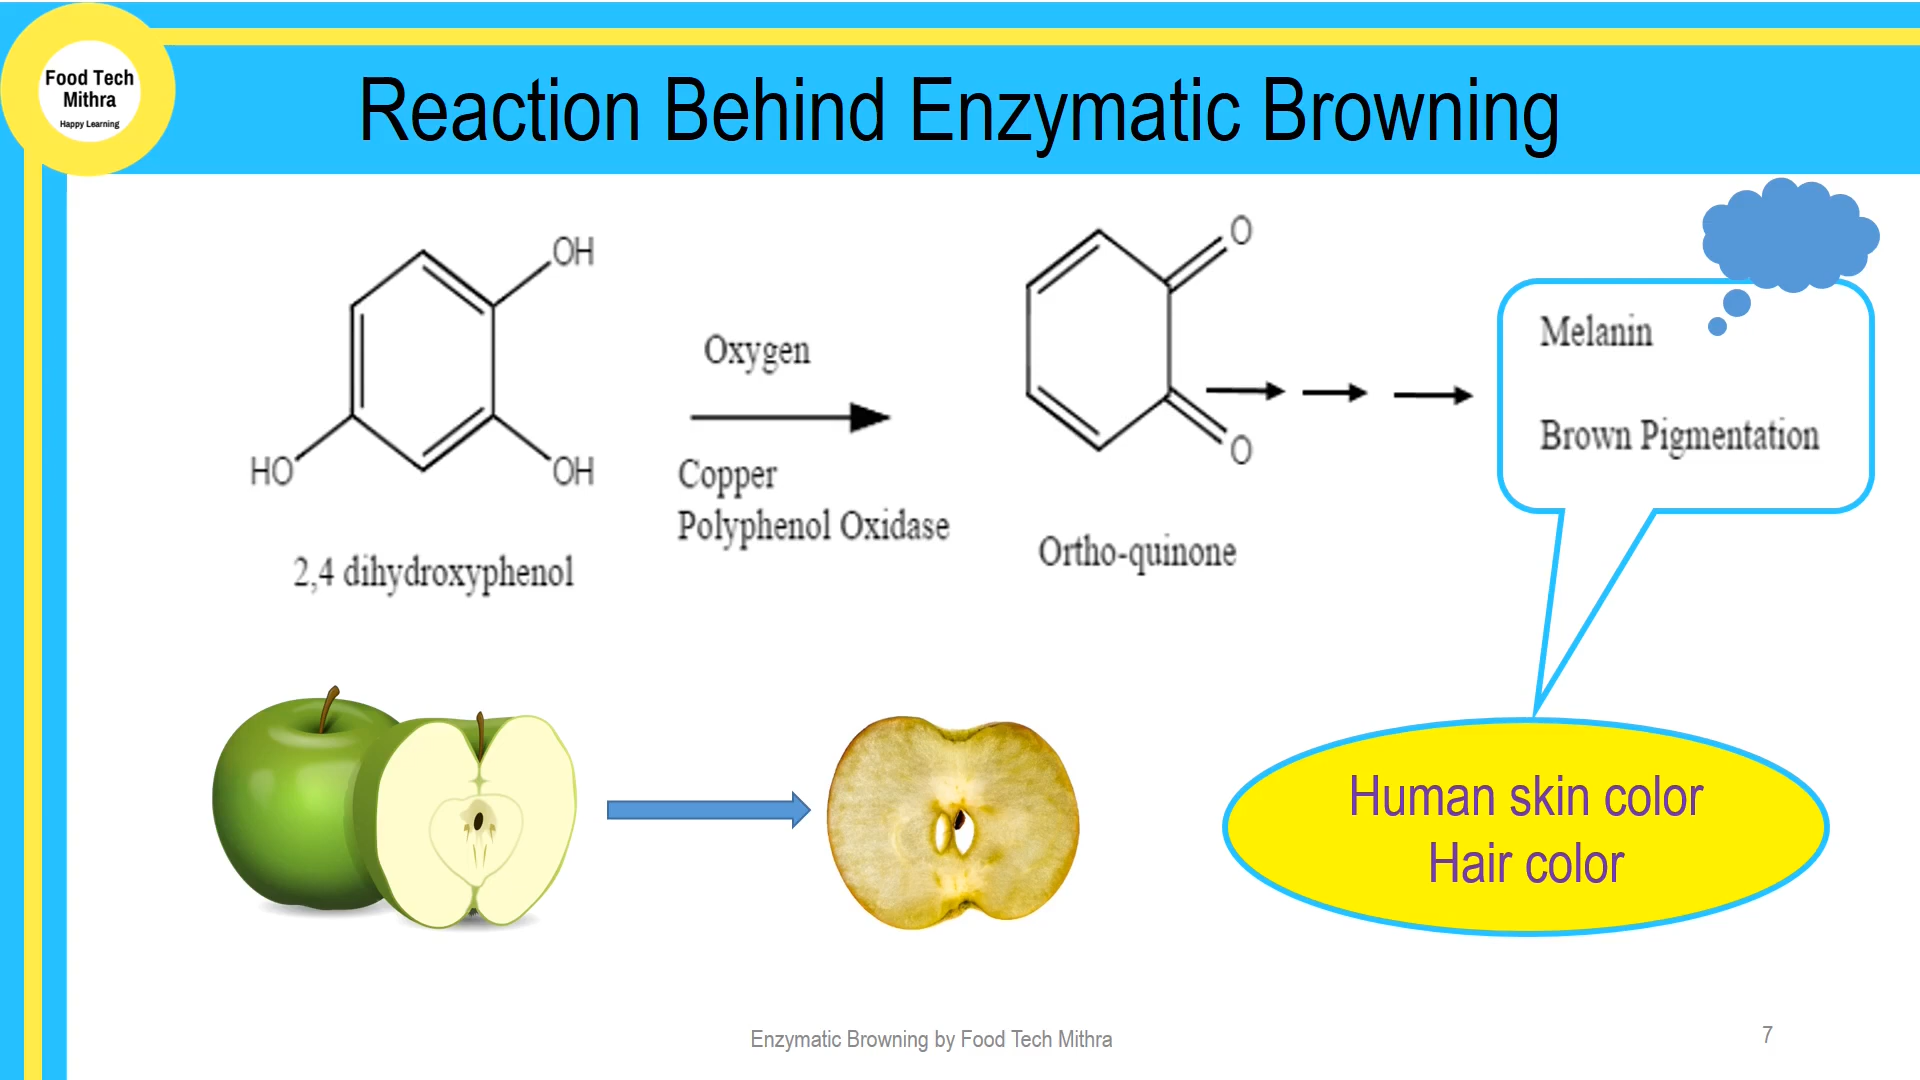 Food Tech
Mithra
Happy Learning
Reaction Behind Enzymatic Browning
OH
HO
OH
2,4 dihydroxyphenol
Oxygen
Copper
Polyphenol Oxidase
O
O
Ortho-quinone
Melanin
Brown Pigmentation
Human skin color
Hair color
Enzymatic Browning by Food Tech Mithra
7